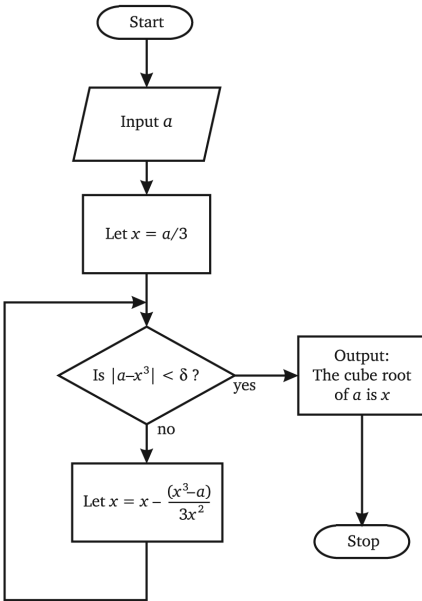 Start
Input a
Let x = a/3
Is |a–x³| < δ ?
yes
no
Output:
The cube root
of a is x
Let x = x – (x³–a)/3x²
Stop